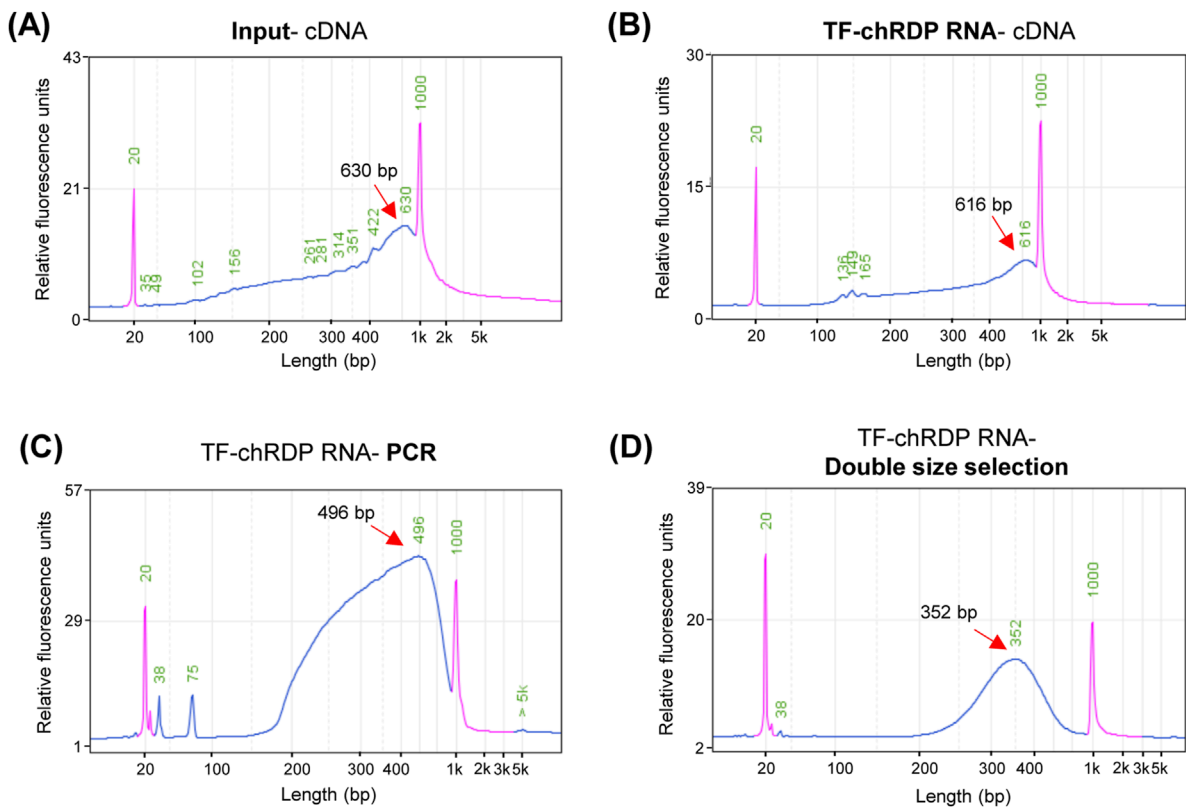 (A)
Input- cDNA
43
21
0
Relative fluorescence units
20
35
49
102
156
261
281
314
351
422
630
1000
630 bp
20 100 200 300 400 1k 2k 5k
Length (bp)
(B)
TF-chRDP RNA- cDNA
30
15
0
Relative fluorescence units
20
136
149
165
616
1000
616 bp
20 100 200 300 400 1k 2k 5k
Length (bp)
(C)
TF-chRDP RNA- PCR
57
29
1
Relative fluorescence units
20
38
75
496
1000
> 5k
496 bp
20 100 200 300 400 1k 2k 3k 5k
Length (bp)
(D)
TF-chRDP RNA-
Double size selection
39
20
2
Relative fluorescence units
20
38
352
1000
352 bp
20 100 200 300 400 1k 2k 3k 5k
Length (bp)